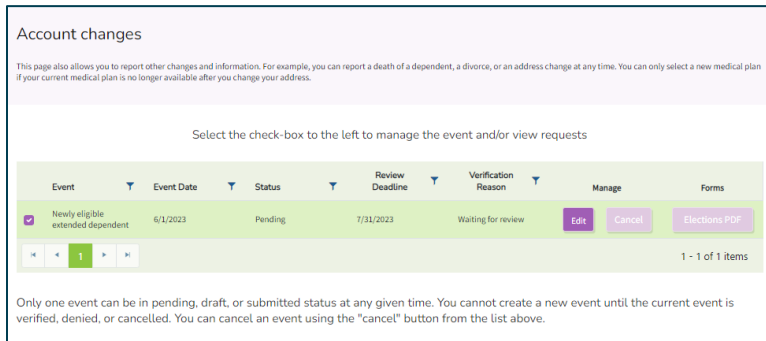 Account changes
This page also allows you to report other changes and information. For example, you can report a death of a dependent, a divorce, or an address change at any time. You can only select a new medical plan
if your current medical plan is no longer available after you change your address.
Select the check-box to the left to manage the event and/or view requests
Event Event Date Status Review Deadline Verification Reason Manage Forms
Newly eligible extended dependent 6/1/2023 Pending 7/31/2023 Waiting for review Edit Cancel Elections PDF
1 1 - 1 of 1 items
Only one event can be in pending, draft, or submitted status at any given time. You cannot create a new event until the current event is
verified, denied, or cancelled. You can cancel an event using the "cancel" button from the list above.